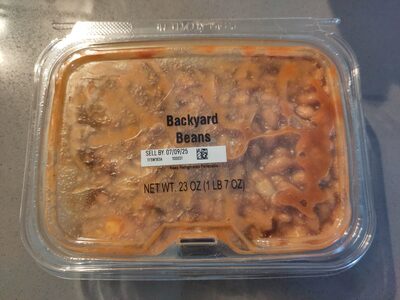 Backyard
Beans
SELL BY: 07/09/25
NET WT. 23 OZ (1 LB 7 OZ)